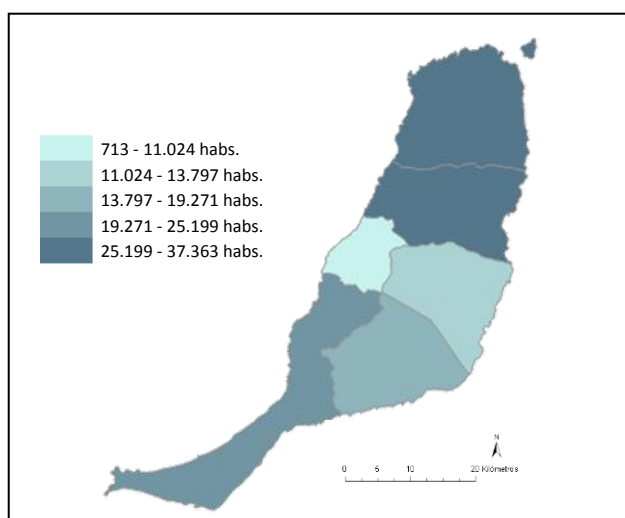 713 - 11.024 habs.
11.024 - 13.797 habs.
13.797 - 19.271 habs.
19.271 - 25.199 habs.
25.199 - 37.363 habs.
N
0 5 10 20 Kilómetros